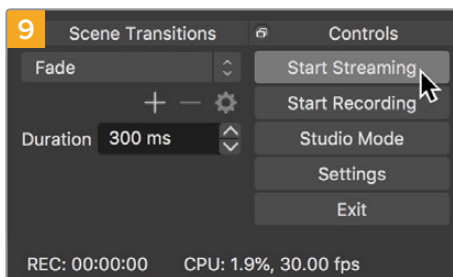 9
Scene Transitions
Controls
Fade
Start Streaming
Start Recording
Duration 300 ms
Studio Mode
Settings
Exit
REC: 00:00:00 CPU: 1.9%, 30.00 fps